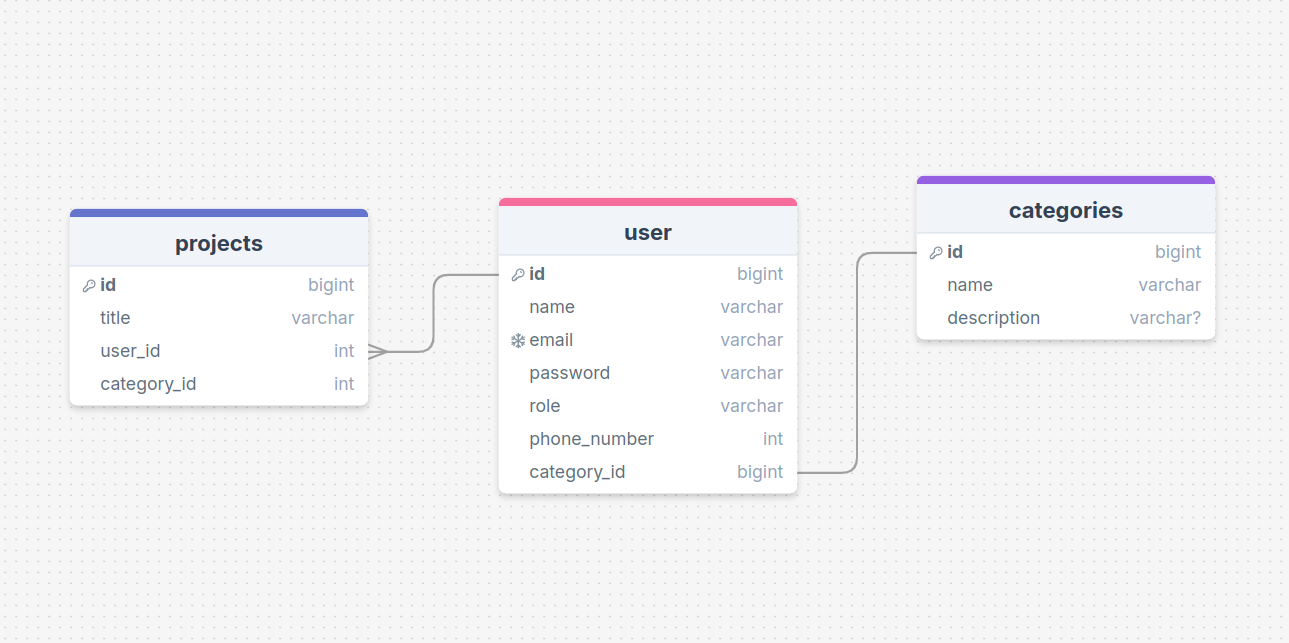 projects
id bigint
title varchar
user_id int
category_id int
user
id bigint
name varchar
email varchar
password varchar
role varchar
phone_number int
category_id bigint
categories
id bigint
name varchar
description varchar?